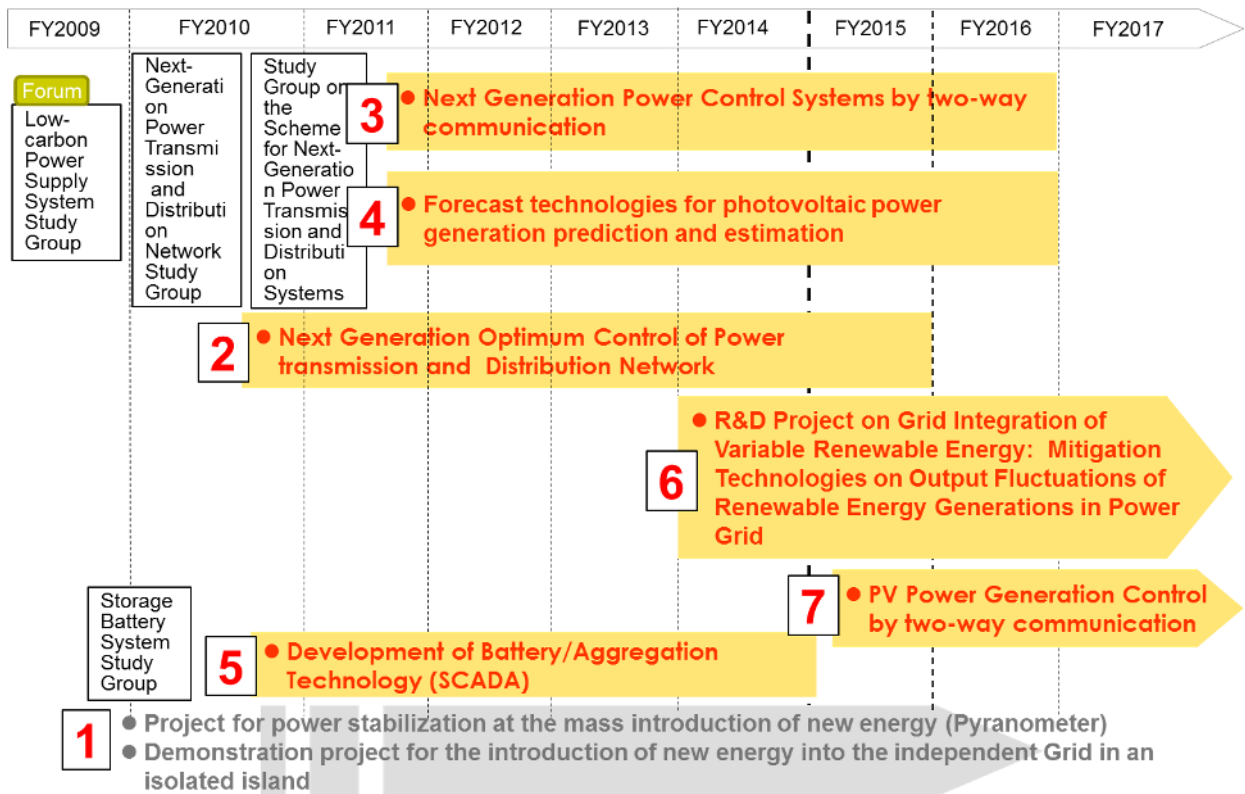 FY2009 FY2010 FY2011 FY2012 FY2013 FY2014 FY2015 FY2016 FY2017
Forum
Low-
carbon
Power
Supply
System
Study
Group
Next-
Generati
on
Power
Transmi
ssion
and
Distributi
on
Network
Study
Group
Study
Group on
the
Scheme
for Next-
Generatio
n Power
Transmis
sion and
Distributi
on
Systems
3
● Next Generation Power Control Systems by two-way
communication
4
● Forecast technologies for photovoltaic power
generation prediction and estimation
2
● Next Generation Optimum Control of Power
transmission and Distribution Network
6
● R&D Project on Grid Integration of
Variable Renewable Energy: Mitigation
Technologies on Output Fluctuations of
Renewable Energy Generations in Power
Grid
7
● PV Power Generation Control
by two-way communication
Storage
Battery
System
Study
Group
5
● Development of Battery/Aggregation
Technology (SCADA)
1
● Project for power stabilization at the mass introduction of new energy (Pyranometer)
● Demonstration project for the introduction of new energy into the independent Grid in an
isolated island